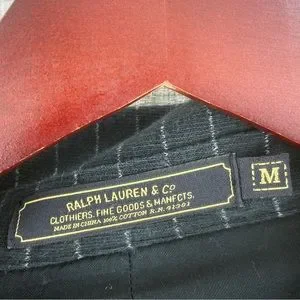 RALPH LAUREN & Co
CLOTHIERS. FINE GOODS & MANFCTS.
MADE IN CHINA 100% COTTON R.N. 41381
M